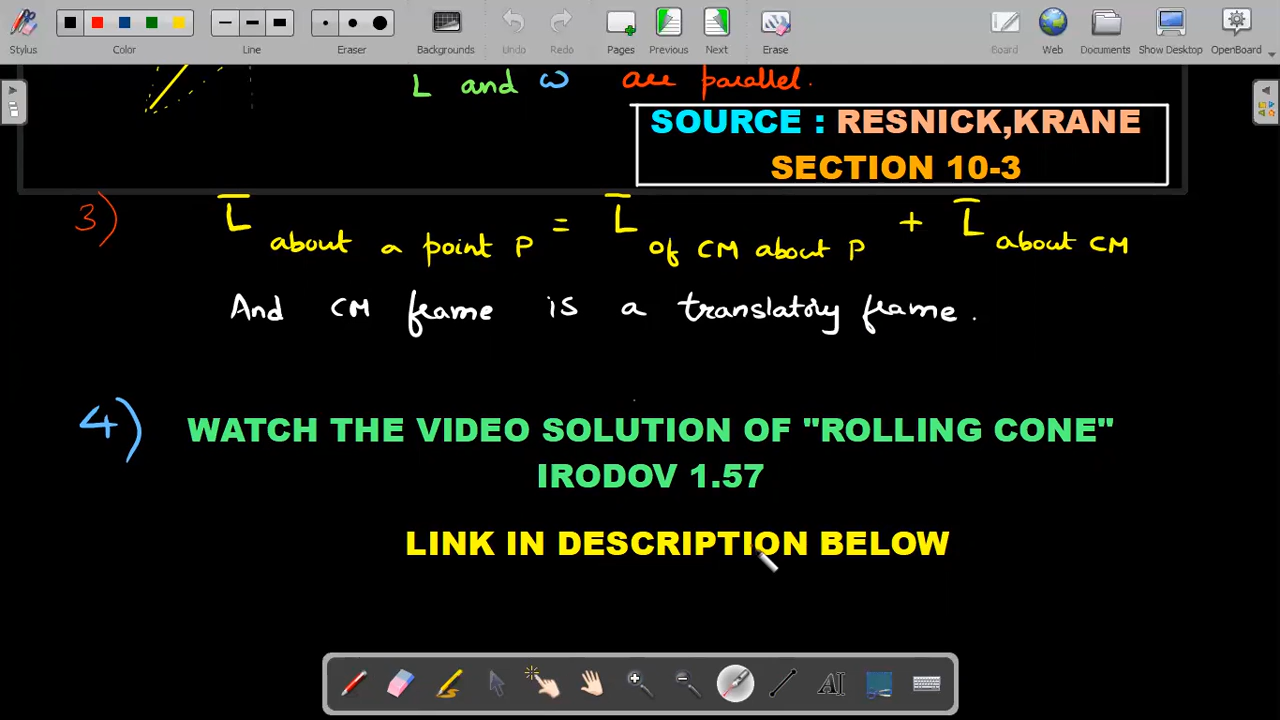 Stylus Color Line Eraser Backgrounds Undo Redo Pages Previous Next Erase Board Web Documents Show Desktop OpenBoard
L and ω are parallel.
SOURCE : RESNICK,KRANE
SECTION 10-3
3) L̄ about a point P = L̄ of CM about P + L̄ about CM
And CM frame is a translatory frame.
4) WATCH THE VIDEO SOLUTION OF "ROLLING CONE"
IRODOV 1.57
LINK IN DESCRIPTION BELOW
AI